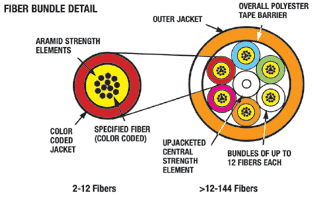 FIBER BUNDLE DETAIL
ARAMID STRENGTH
ELEMENTS
COLOR
CODED
JACKET
SPECIFIED FIBER
(COLOR CODED)
2-12 Fibers
OUTER JACKET
OVERALL POLYESTER
TAPE BARRIER
UPJACKETED
CENTRAL
STRENGTH
ELEMENT
BUNDLES OF UP TO
12 FIBERS EACH
>12-144 Fibers